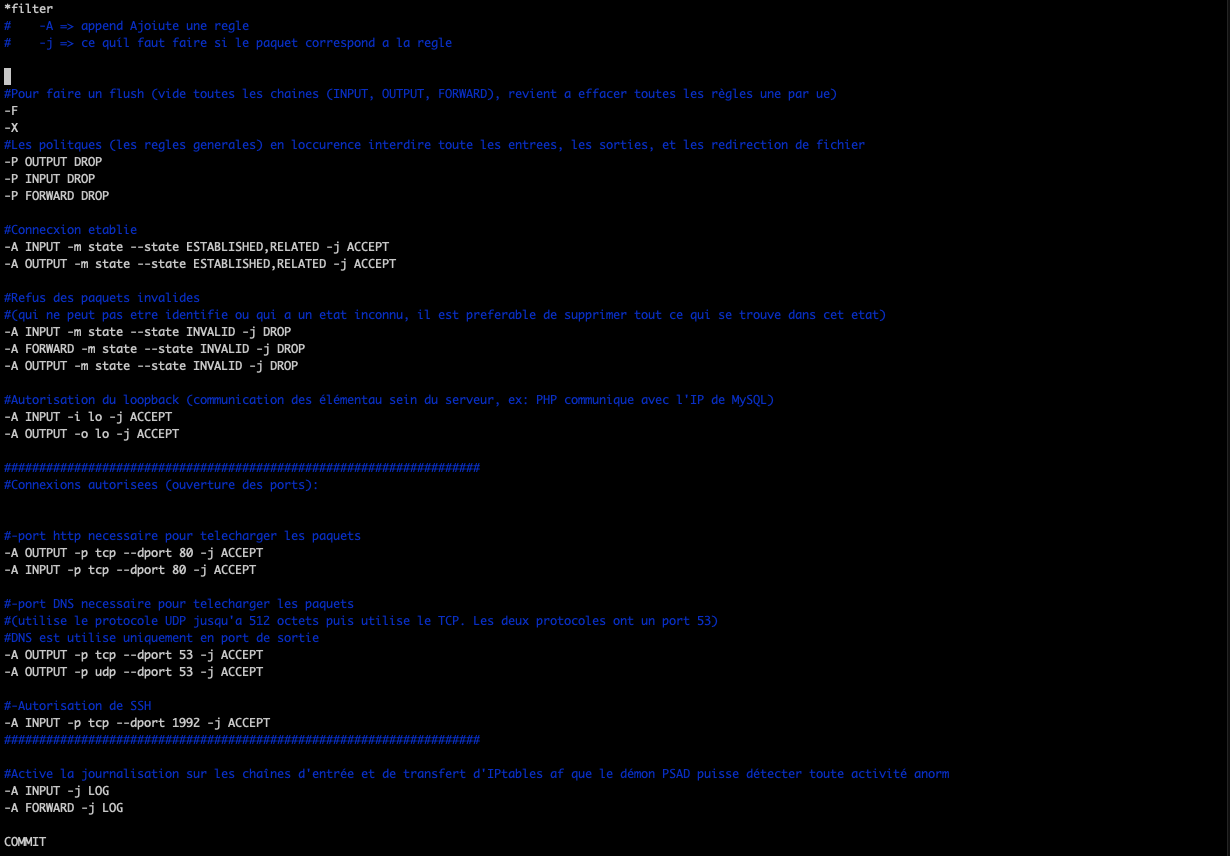 *filter
#    -A => append Ajoiute une regle
#    -j => ce quil faut faire si le paquet correspond a la regle
#Pour faire un flush (vide toutes les chaines (INPUT, OUTPUT, FORWARD), revient a effacer toutes les règles une par ue)
-F
-X
#Les politques (les regles generales) en loccurence interdire toute les entrees, les sorties, et les redirection de fichier
-P OUTPUT DROP
-P INPUT DROP
-P FORWARD DROP
#Connecxion etablie
-A INPUT -m state --state ESTABLISHED,RELATED -j ACCEPT
-A OUTPUT -m state --state ESTABLISHED,RELATED -j ACCEPT
#Refus des paquets invalides
#(qui ne peut pas etre identifie ou qui a un etat inconnu, il est preferable de supprimer tout ce qui se trouve dans cet etat)
-A INPUT -m state --state INVALID -j DROP
-A FORWARD -m state --state INVALID -j DROP
-A OUTPUT -m state --state INVALID -j DROP
#Autorisation du loopback (communication des élémentau sein du serveur, ex: PHP communique avec l'IP de MySQL)
-A INPUT -i lo -j ACCEPT
-A OUTPUT -o lo -j ACCEPT
####################################################################
#Connexions autorisees (ouverture des ports):
#-port http necessaire pour telecharger les paquets
-A OUTPUT -p tcp --dport 80 -j ACCEPT
-A INPUT -p tcp --dport 80 -j ACCEPT
#-port DNS necessaire pour telecharger les paquets
#(utilise le protocole UDP jusqu'a 512 octets puis utilise le TCP. Les deux protocoles ont un port 53)
#DNS est utilise uniquement en port de sortie
-A OUTPUT -p tcp --dport 53 -j ACCEPT
-A OUTPUT -p udp --dport 53 -j ACCEPT
#-Autorisation de SSH
-A INPUT -p tcp --dport 1992 -j ACCEPT
####################################################################
#Active la journalisation sur les chaînes d'entrée et de transfert d'IPtables af que le démon PSAD puisse détecter toute activité anorm
-A INPUT -j LOG
-A FORWARD -j LOG
COMMIT